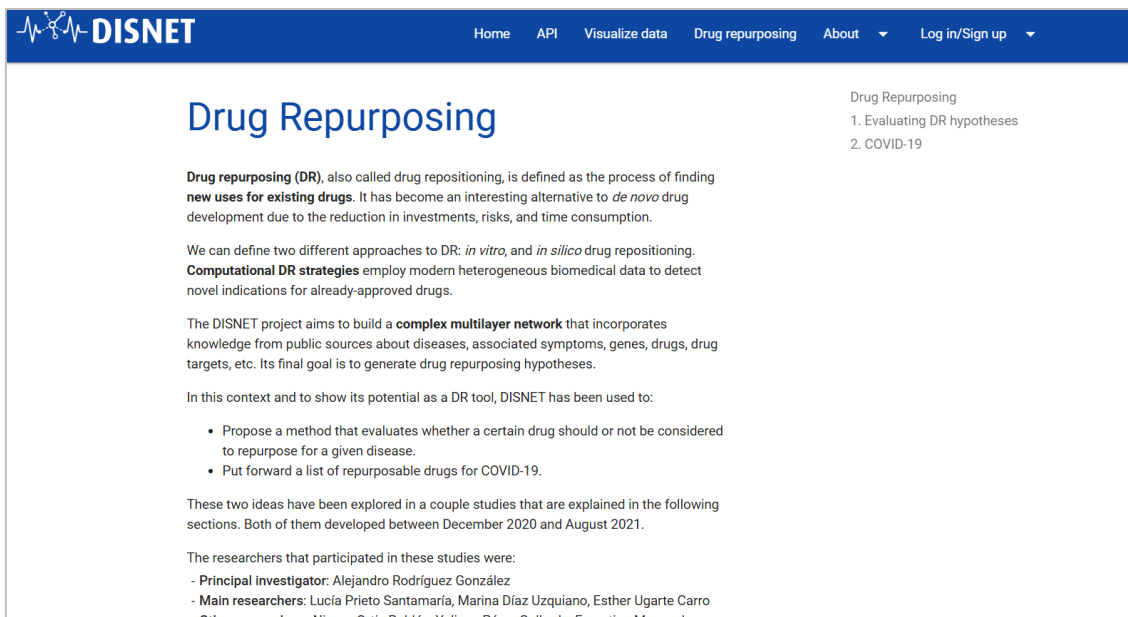 DISNET
Home API Visualize data Drug repurposing About Log in/Sign up
Drug Repurposing
Drug Repurposing
1. Evaluating DR hypotheses
2. COVID-19
Drug repurposing (DR), also called drug repositioning, is defined as the process of finding
new uses for existing drugs. It has become an interesting alternative to de novo drug
development due to the reduction in investments, risks, and time consumption.
We can define two different approaches to DR: in vitro, and in silico drug repositioning.
Computational DR strategies employ modern heterogeneous biomedical data to detect
novel indications for already-approved drugs.
The DISNET project aims to build a complex multilayer network that incorporates
knowledge from public sources about diseases, associated symptoms, genes, drugs, drug
targets, etc. Its final goal is to generate drug repurposing hypotheses.
In this context and to show its potential as a DR tool, DISNET has been used to:
• Propose a method that evaluates whether a certain drug should or not be considered
to repurpose for a given disease.
• Put forward a list of repurposable drugs for COVID-19.
These two ideas have been explored in a couple studies that are explained in the following
sections. Both of them developed between December 2020 and August 2021.
The researchers that participated in these studies were:
- Principal investigator: Alejandro Rodríguez González
- Main researchers: Lucía Prieto Santamaría, Marina Díaz Uzquiano, Esther Ugarte Carro